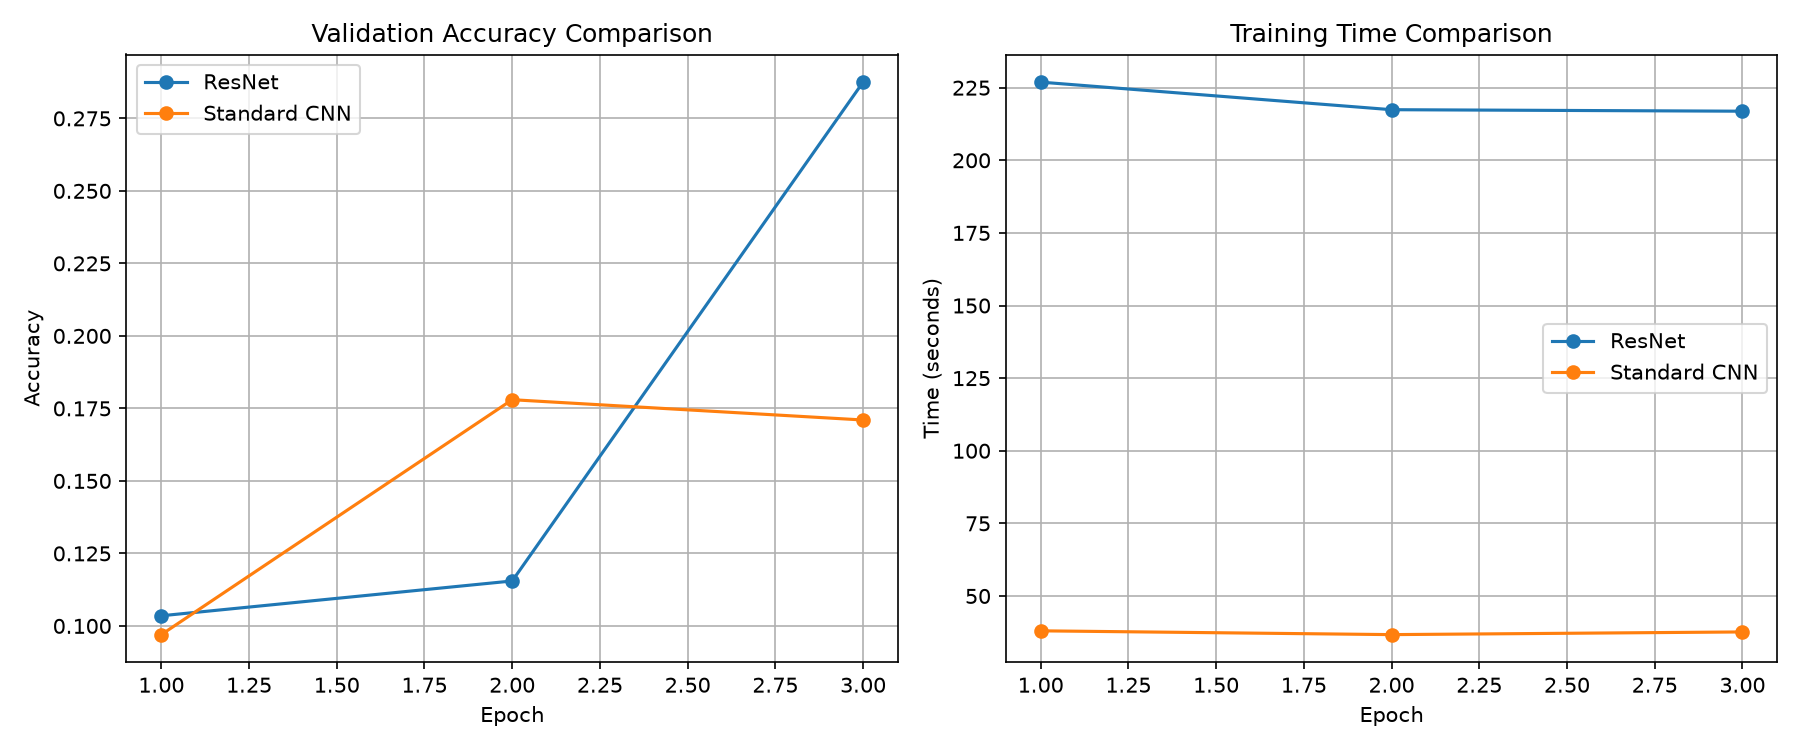 Validation Accuracy Comparison
ResNet
Standard CNN
0.275
0.250
0.225
0.200
0.175
0.150
0.125
0.100
Accuracy
1.00 1.25 1.50 1.75 2.00 2.25 2.50 2.75 3.00
Epoch
Training Time Comparison
225
200
175
150
125
100
75
50
Time (seconds)
ResNet
Standard CNN
1.00 1.25 1.50 1.75 2.00 2.25 2.50 2.75 3.00
Epoch